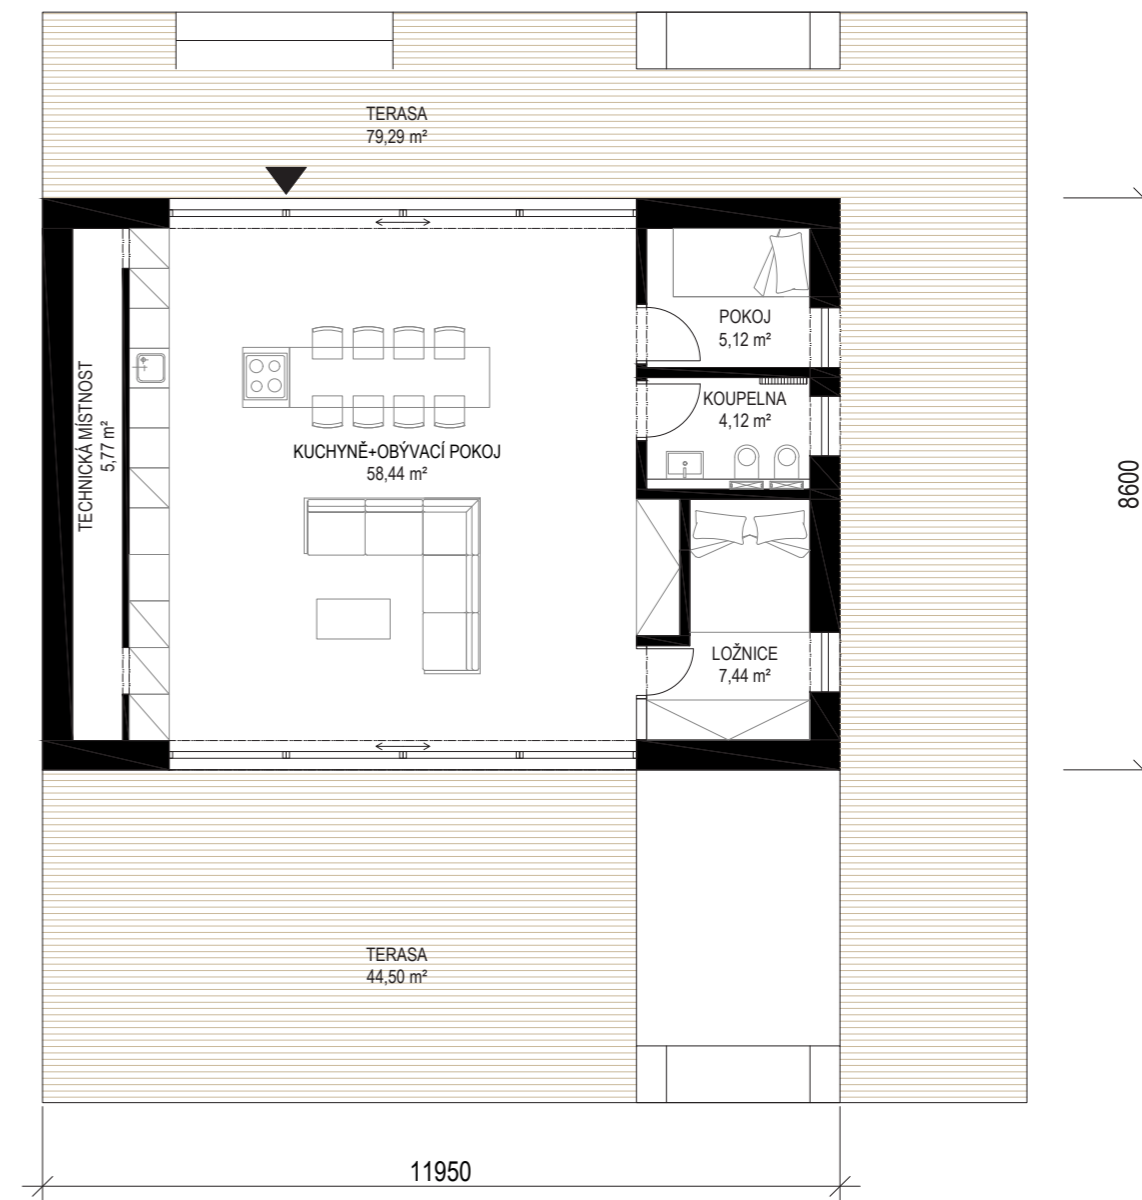 TERASA
79,29 m²
POKOJ
5,12 m²
KOUPELNA
4,12 m²
TECHNICKÁ MÍSTNOST
5,77 m²
KUCHYNĚ+OBÝVACÍ POKOJ
58,44 m²
8600
LOŽNICE
7,44 m²
TERASA
44,50 m²
11950